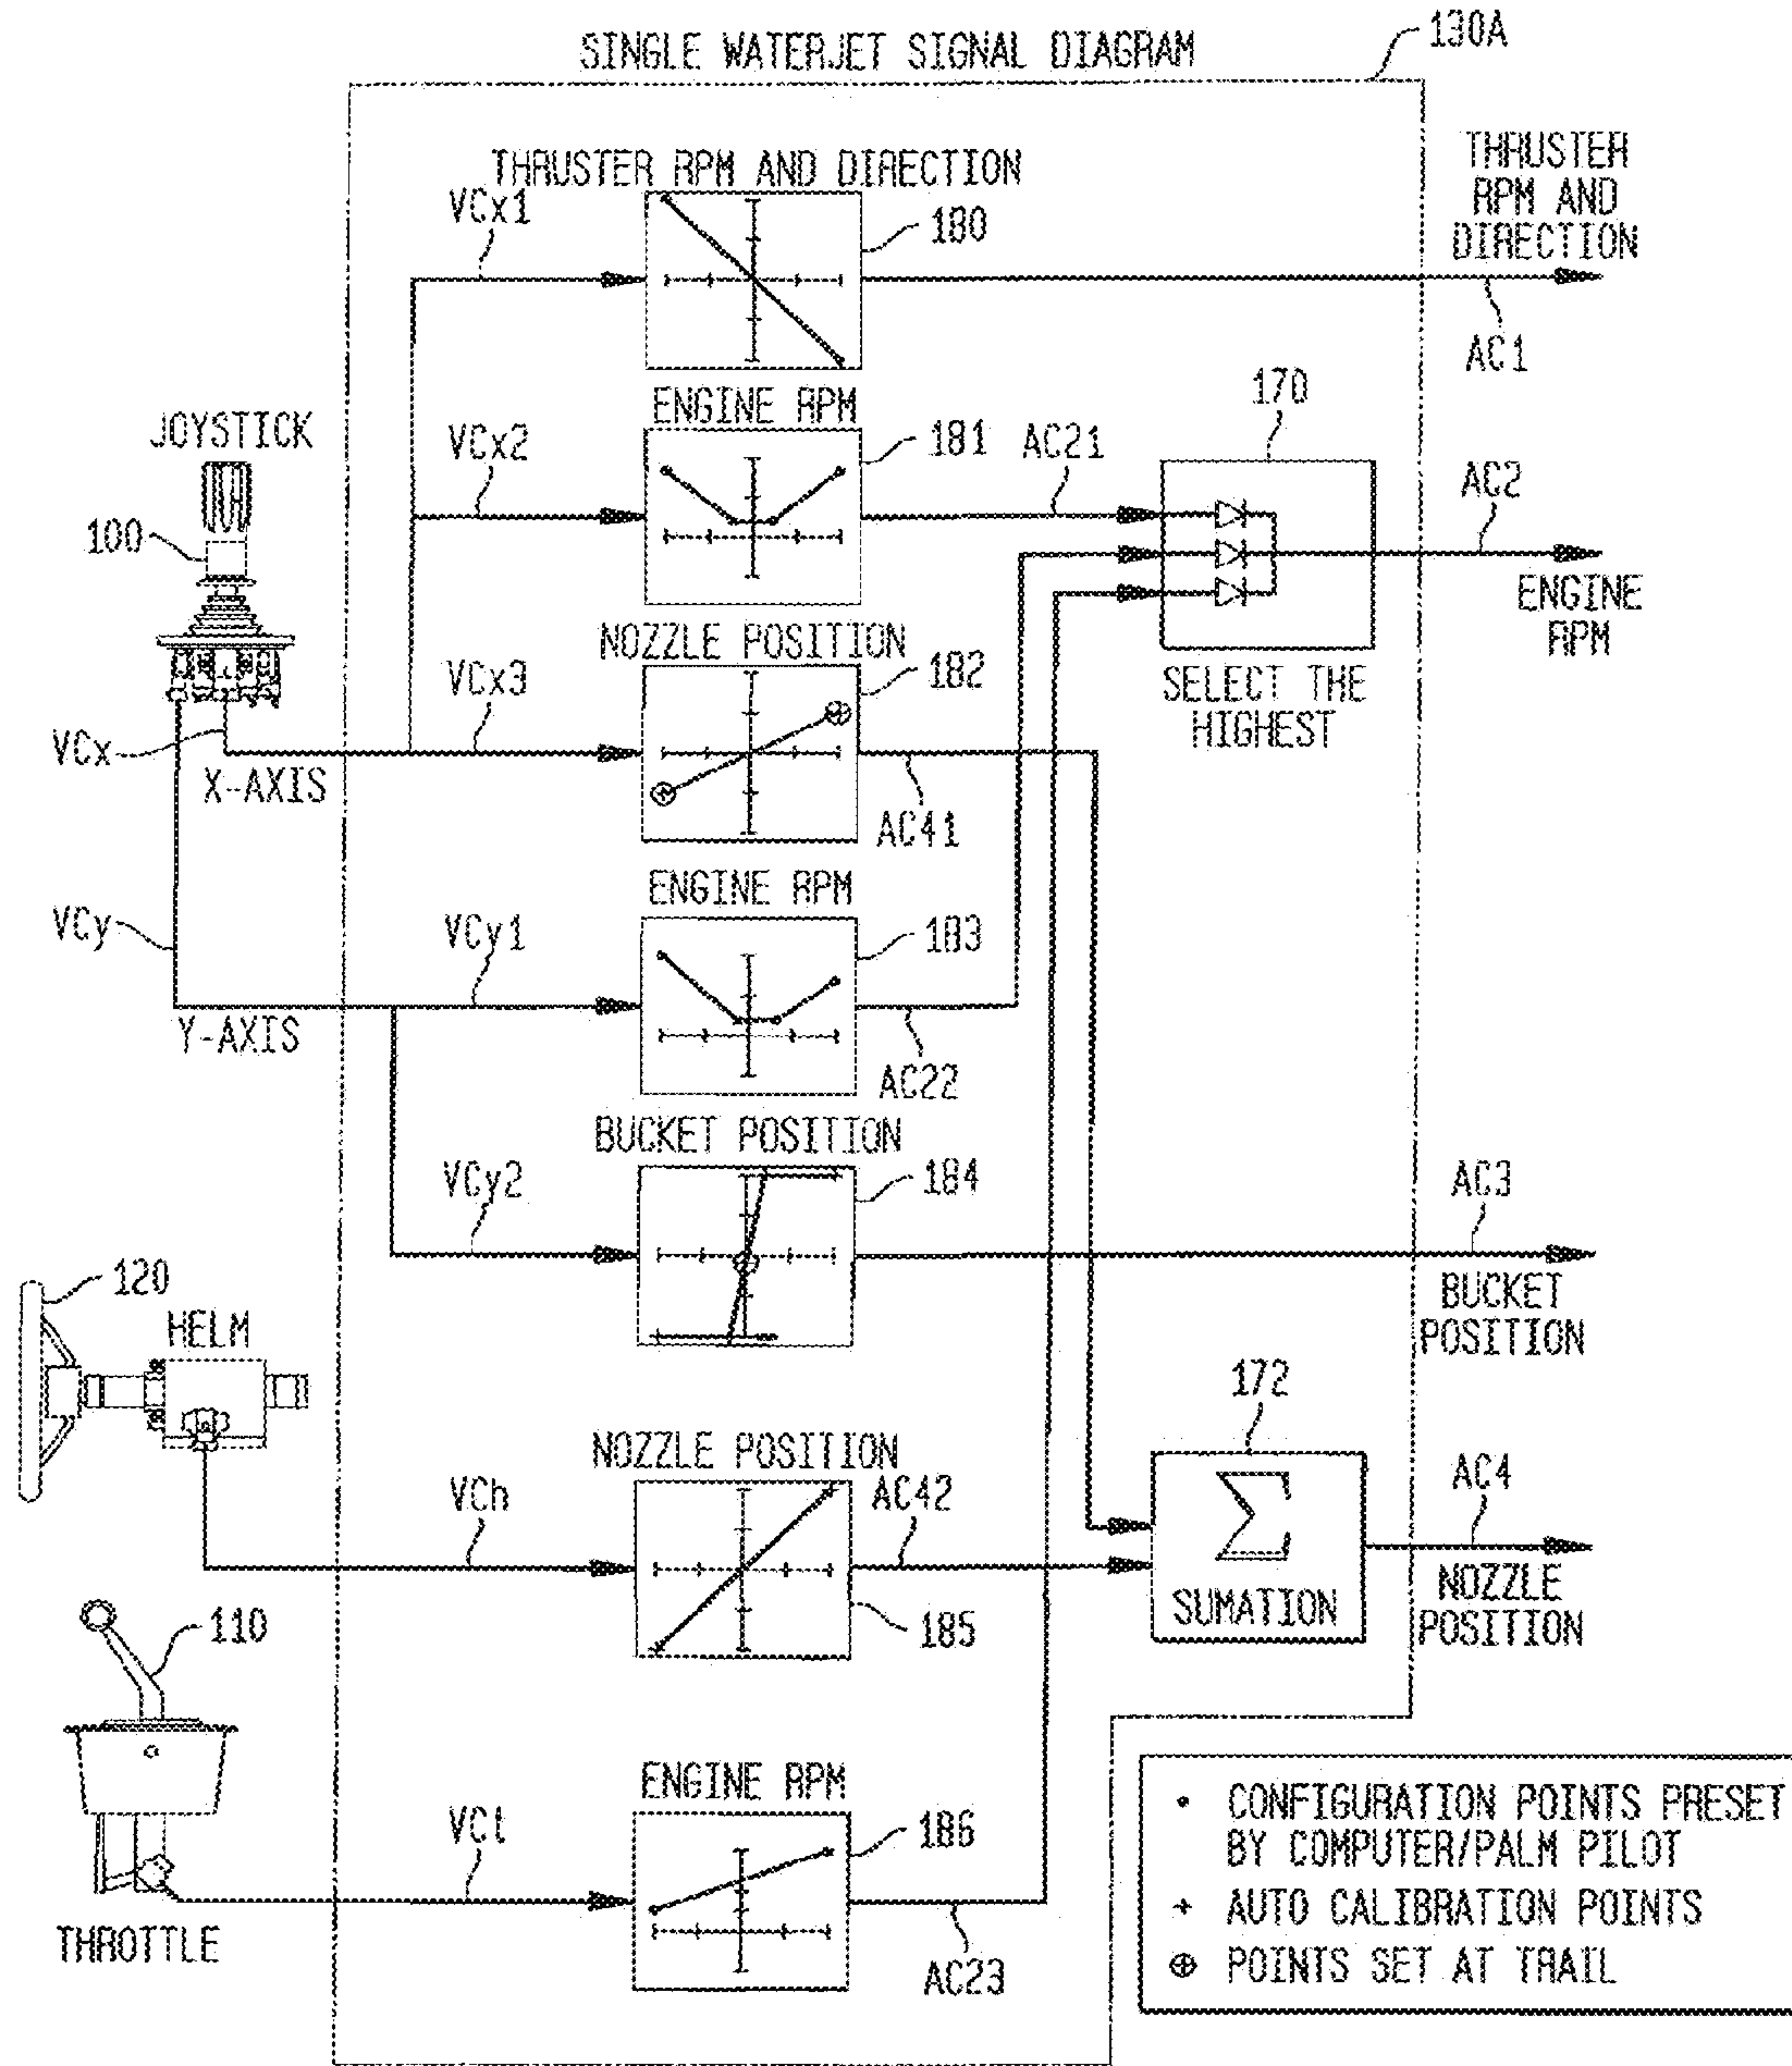 SINGLE WATERJET SIGNAL DIAGRAM
130A
THRUSTER RPM AND DIRECTION
VCx1
180
THRUSTER
RPM AND
DIRECTION
AC1
ENGINE RPM
170
JOYSTICK
VCx2
181
AC21
AC2
100
ENGINE
RPM
NOZZLE POSITION
VCx3
182
SELECT THE
HIGHEST
VCx
X-AXIS
AC41
ENGINE RPM
VCy
VCy1
183
Y-AXIS
AC22
BUCKET POSITION
VCy2
184
AC3
120
HELM
BUCKET
POSITION
172
NOZZLE POSITION
VCh
AC42
AC4
Σ
SUMATION
NOZZLE
POSITION
110
185
ENGINE RPM
VCt
186
THROTTLE
AC23
• CONFIGURATION POINTS PRESET
BY COMPUTER/PALM PILOT
+ AUTO CALIBRATION POINTS
⊕ POINTS SET AT TRAIL